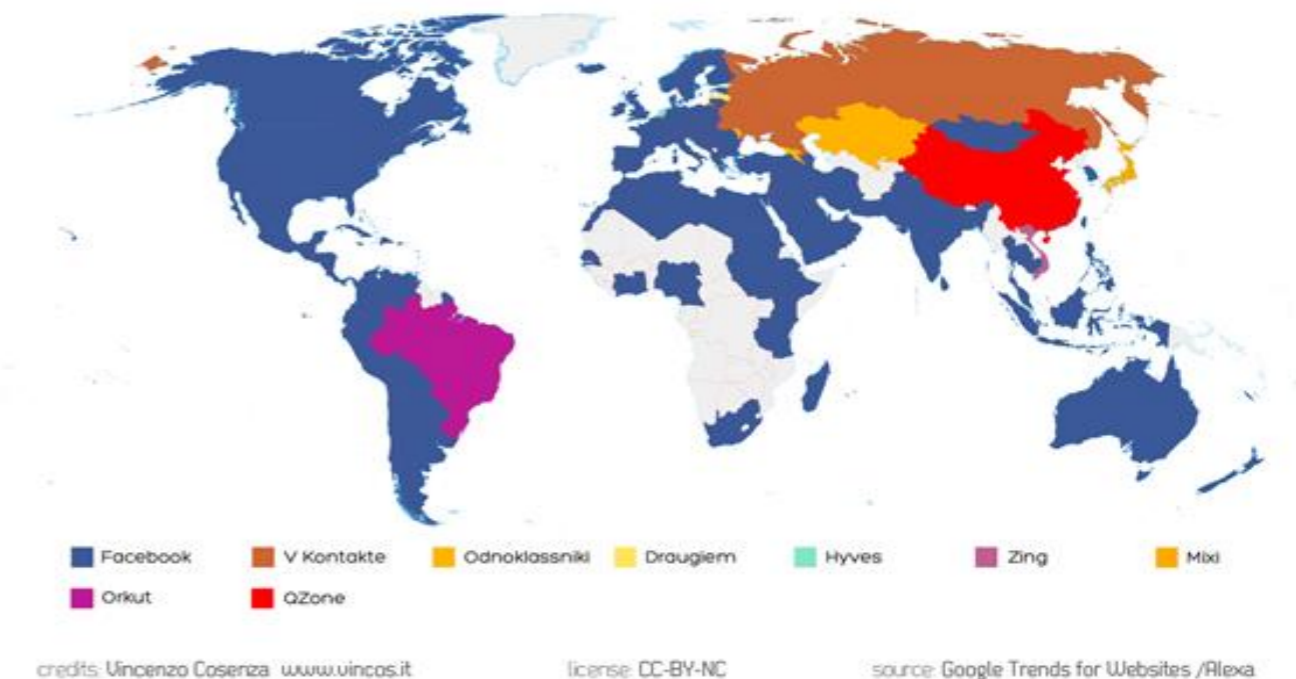 Facebook V Kontakte Odnoklassniki Draugiem Hyves Zing Mixi
Orkut QZone
credits: Vincenzo Cosenza www.vincos.it license: CC-BY-NC source: Google Trends for Websites /Alexa